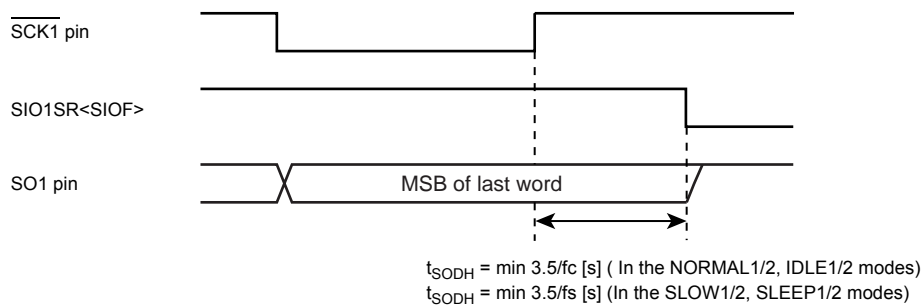 SCK1 pin
SIO1SR<SIOF>
SO1 pin
MSB of last word
tSODH = min 3.5/fc [s] ( In the NORMAL1/2, IDLE1/2 modes)
tSODH = min 3.5/fs [s] (In the SLOW1/2, SLEEP1/2 modes)